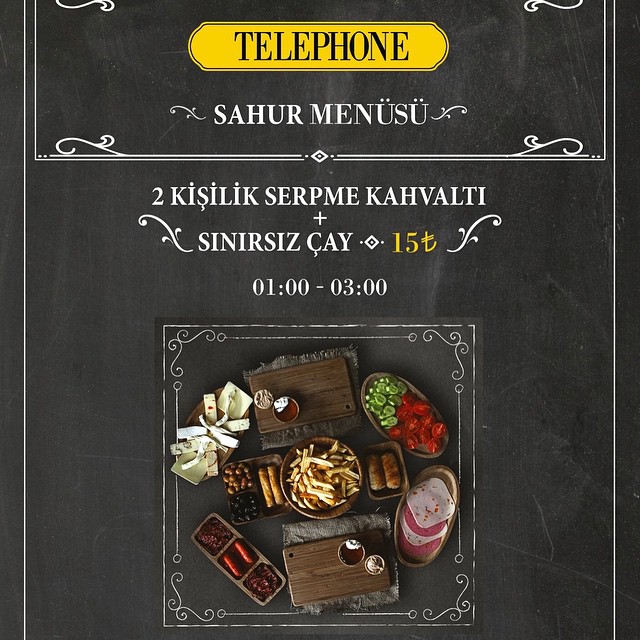 TELEPHONE
SAHUR MENÜSÜ
2 KİŞİLİK SERPME KAHVALTI
+
SINIRSIZ ÇAY 15₺
01:00 - 03:00